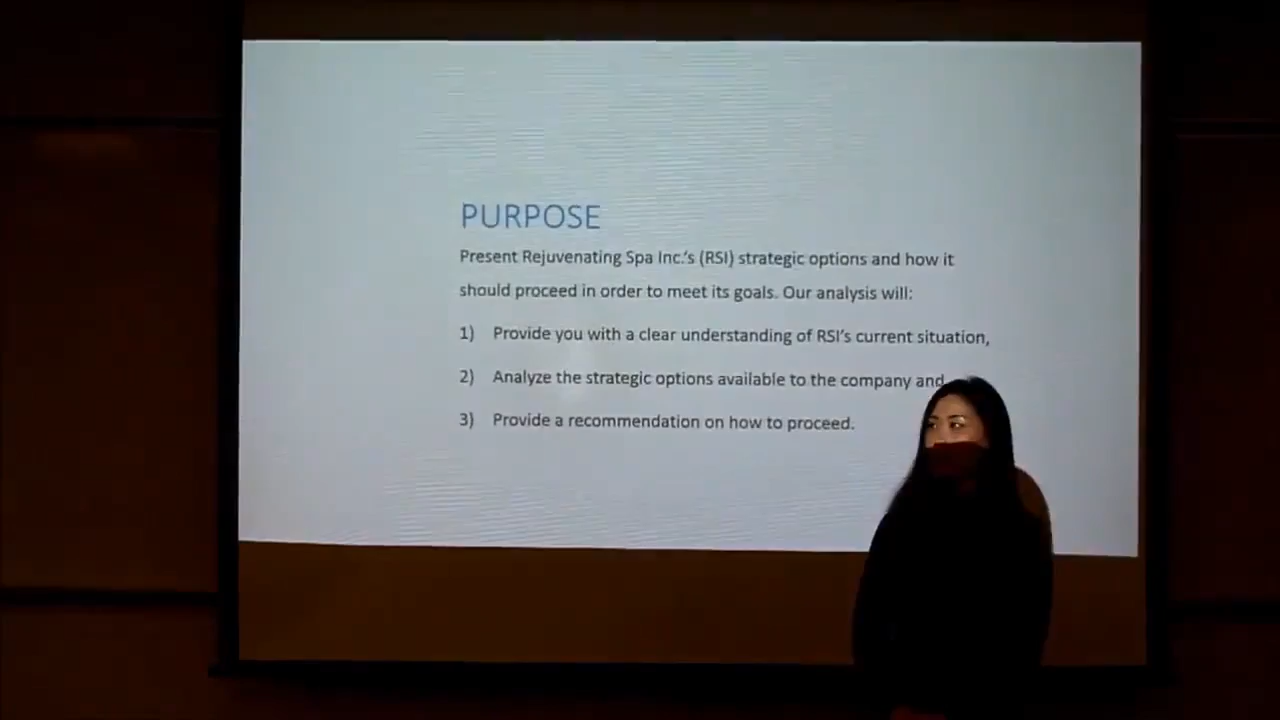 PURPOSE
Present Rejuvenating Spa Inc.'s (RSI) strategic options and how it
should proceed in order to meet its goals. Our analysis will:
1) Provide you with a clear understanding of RSI's current situation,
2) Analyze the strategic options available to the company and
3) Provide a recommendation on how to proceed.